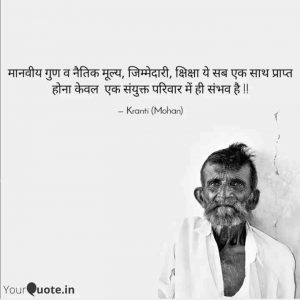 मानवीय गुण व नैतिक मूल्य, जिम्मेदारी, क्षिक्षा ये सब एक साथ प्राप्त
होना केवल एक संयुक्त परिवार में ही संभव है !!
– Kranti (Mohan)
YourQuote.in